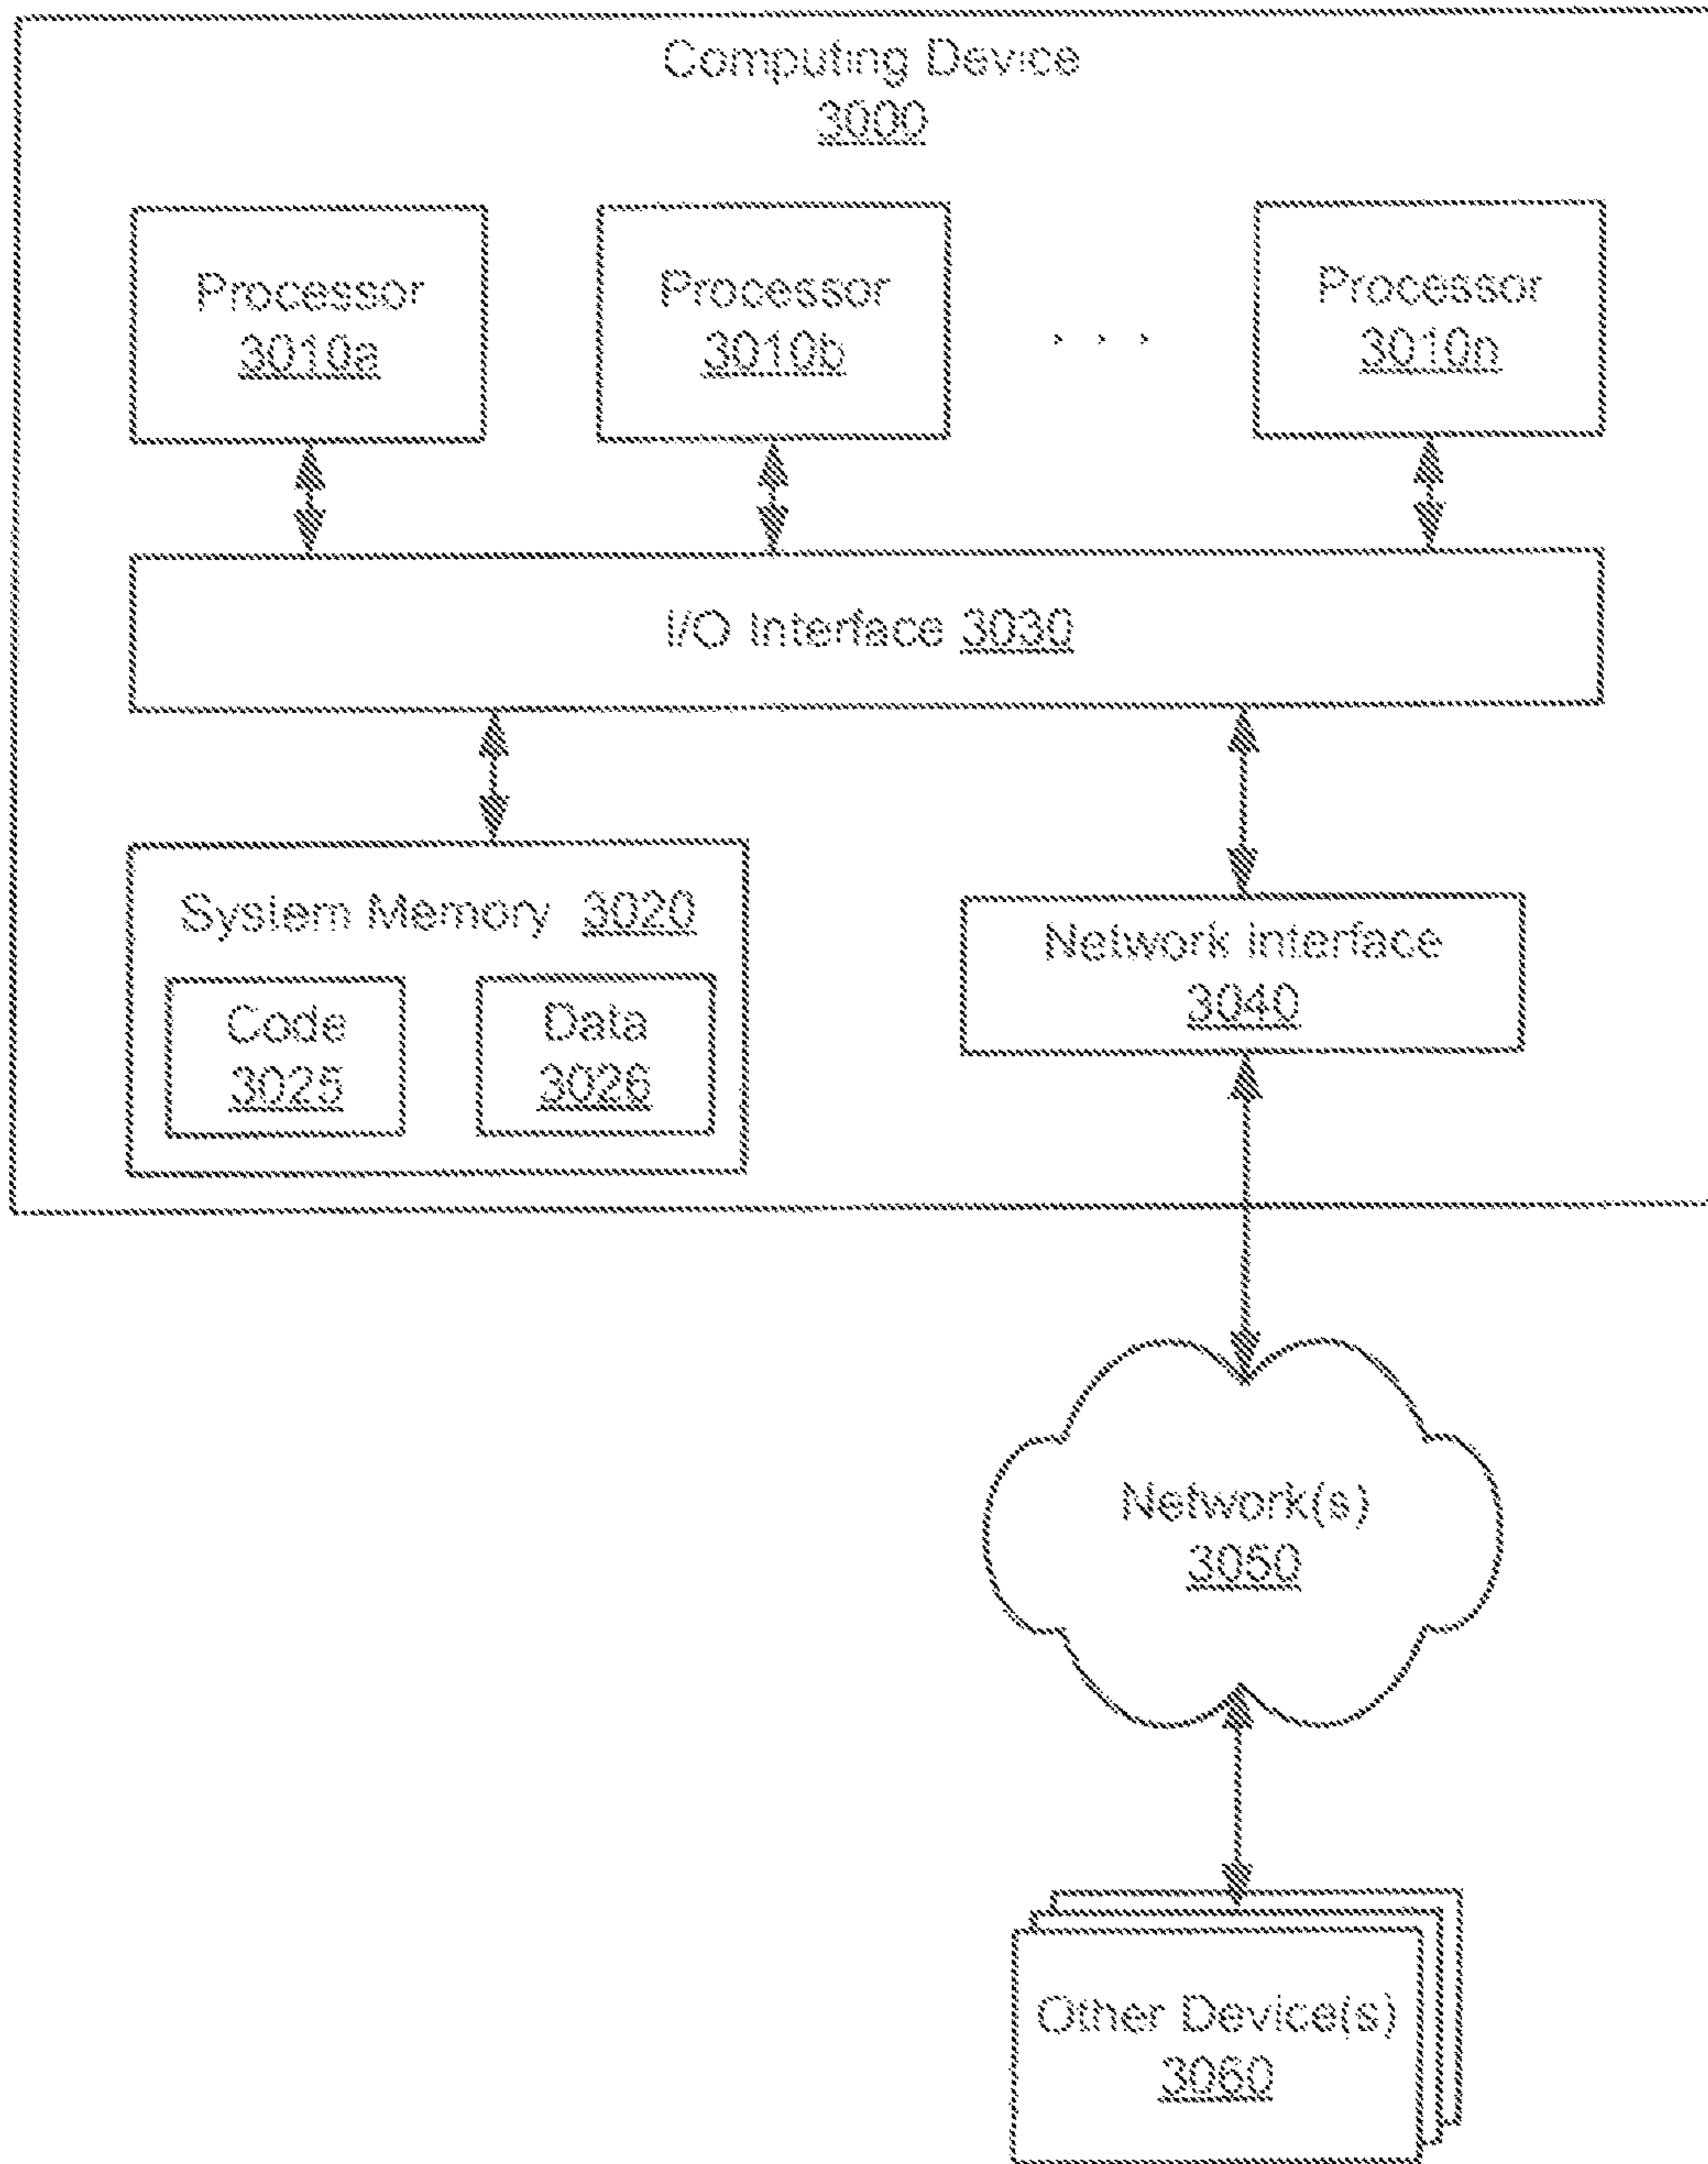 Computing Device
3000
Processor
3010a
Processor
3010b
. . .
Processor
3010n
I/O Interface 3030
System Memory 3020
Code
3025
Data
3026
Network Interface
3040
Network(s)
3050
Other Device(s)
3060